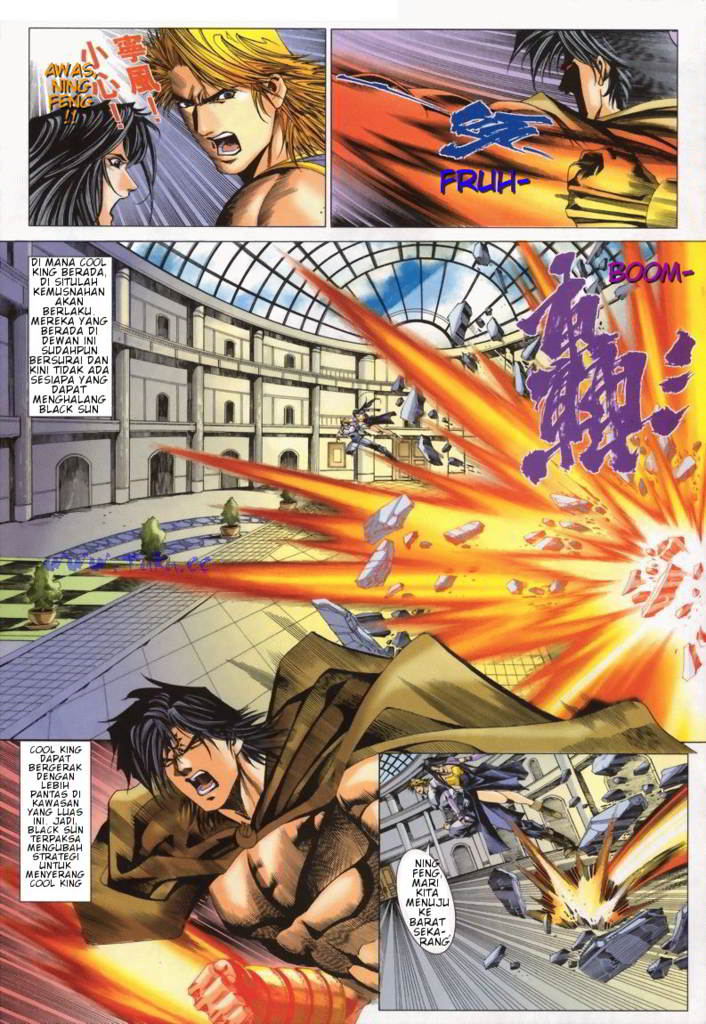 寧風！
小心！
AWAS,
NING
FENG
!!
FRUH-
BOOM-
轟
DI MANA COOL
KING BERADA,
DI SITULAH
KEMUSNAHAN
AKAN
BERLAKU.
MEREKA YANG
BERADA DI
DEWAN INI
SUDAHPUN
BERSURAI DAN
KINI TIDAK ADA
SESIAPA YANG
DAPAT
MENGHALANG
BLACK SUN
COOL KING
DAPAT
BERGERAK
DENGAN
LEBIH
PANTAS DI
KAWASAN
YANG LUAS
INI. JADI,
BLACK SUN
TERPAKSA
MENGUBAH
STRATEGI
UNTUK
MENYERANG
COOL KING
NING
FENG,
MARI
KITA
MENUJU
KE
BARAT
SEKA-
RANG.